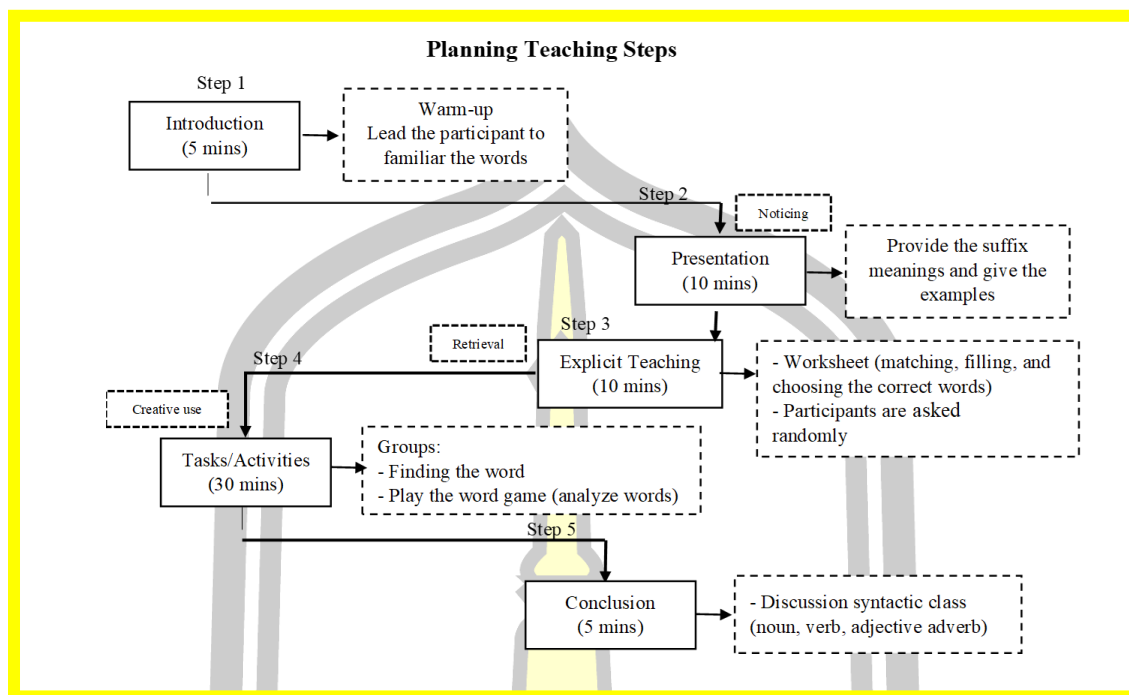 Planning Teaching Steps
Step 1
Introduction
(5 mins)
Warm-up
Lead the participant to
familiar the words
Step 2
Noticing
Presentation
(10 mins)
Provide the suffix
meanings and give the
examples
Step 3
Retrieval
Explicit Teaching
(10 mins)
- Worksheet (matching, filling, and
choosing the correct words)
- Participants are asked
randomly
Step 4
Creative use
Tasks/Activities
(30 mins)
Groups:
- Finding the word
- Play the word game (analyze words)
Step 5
Conclusion
(5 mins)
- Discussion syntactic class
(noun, verb, adjective adverb)